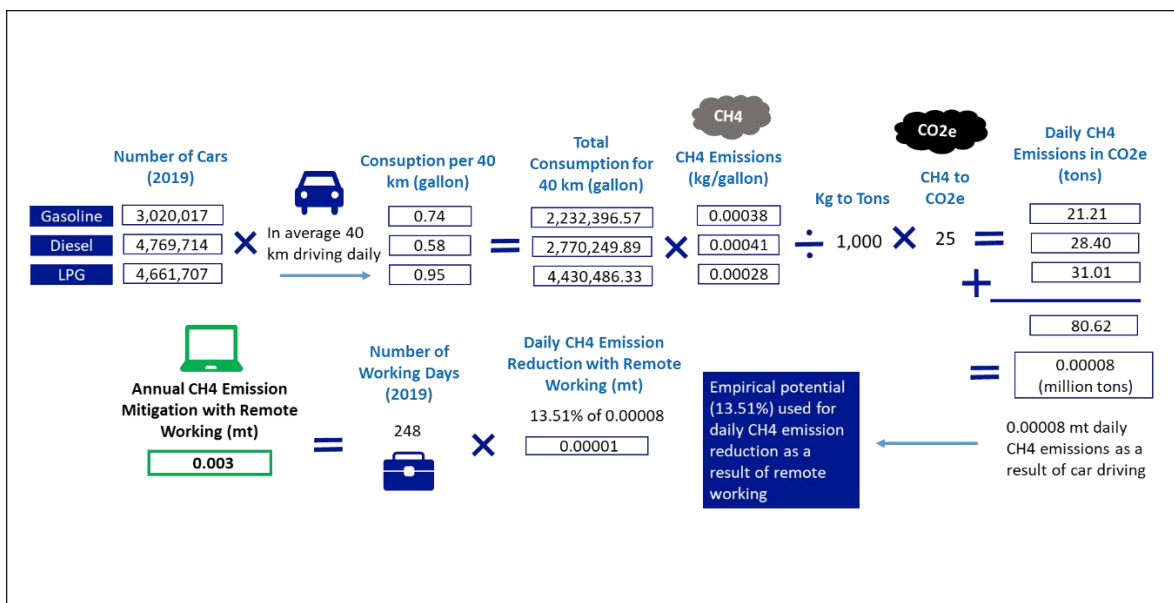 CH4
CO2e
Number of Cars
(2019)
Consuption per 40
km (gallon)
Total
Consumption for
40 km (gallon)
CH4 Emissions
(kg/gallon)
Kg to Tons
CH4 to
CO2e
Daily CH4
Emissions in CO2e
(tons)
Gasoline 3,020,017 0.74 2,232,396.57 0.00038 21.21
Diesel 4,769,714 × In average 40 km driving daily 0.58 = 2,770,249.89 × 0.00041 ÷ 1,000 × 25 = 28.40
LPG 4,661,707 0.95 4,430,486.33 0.00028 + 31.01
80.62
=
0.00008
(million tons)
Annual CH4 Emission
Mitigation with Remote
Working (mt)
0.003
=
Number of
Working Days
(2019)
248
×
Daily CH4 Emission
Reduction with Remote
Working (mt)
13.51% of 0.00008
0.00001
Empirical potential
(13.51%) used for
daily CH4 emission
reduction as a
result of remote
working
0.00008 mt daily
CH4 emissions as a
result of car driving